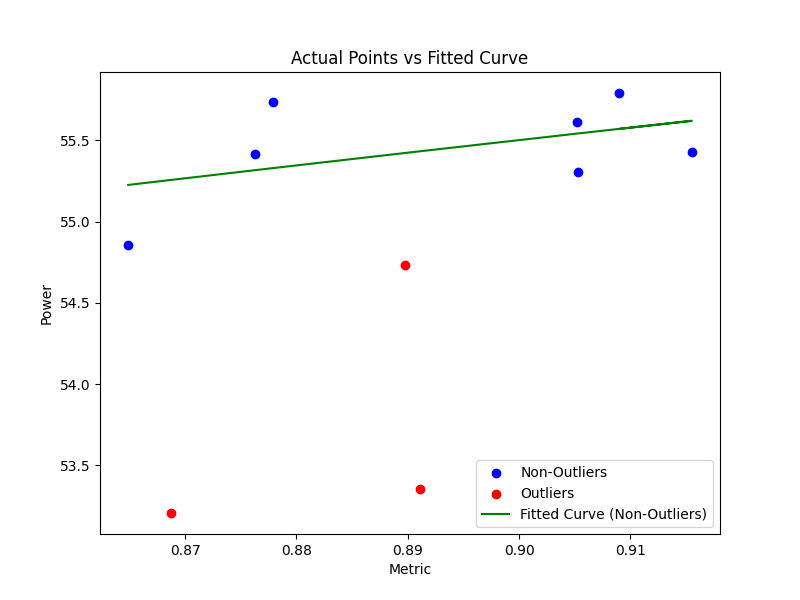 Actual Points vs Fitted Curve
Power
55.5
55.0
54.5
54.0
53.5
Non-Outliers
Outliers
Fitted Curve (Non-Outliers)
0.87 0.88 0.89 0.90 0.91
Metric